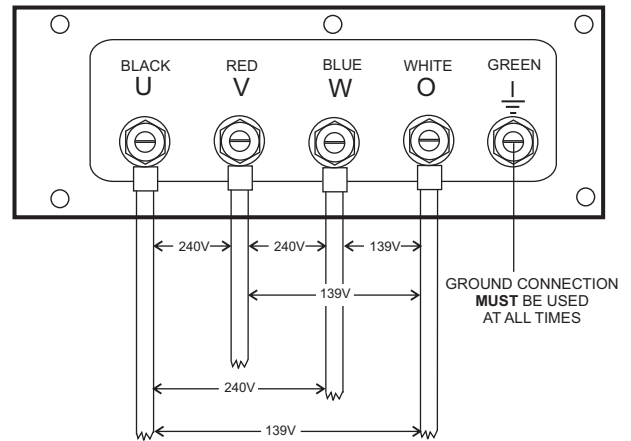 BLACK RED BLUE WHITE GREEN
U V W O
240V 240V 139V
139V
GROUND CONNECTION
MUST BE USED
AT ALL TIMES
240V
139V